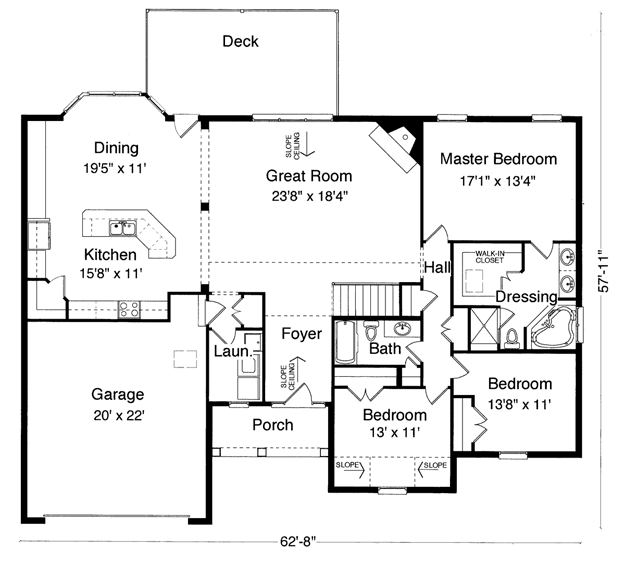 Deck
Dining
19'5" x 11'
SLOPE
CEILING
Great Room
23'8" x 18'4"
Master Bedroom
17'1" x 13'4"
Kitchen
15'8" x 11'
Hall
WALK-IN
CLOSET
Dressing
57'-11"
Foyer
Laun.
Bath
SLOPE
CEILING
Garage
20' x 22'
Porch
Bedroom
13' x 11'
Bedroom
13'8" x 11'
SLOPE
SLOPE
62'-8"